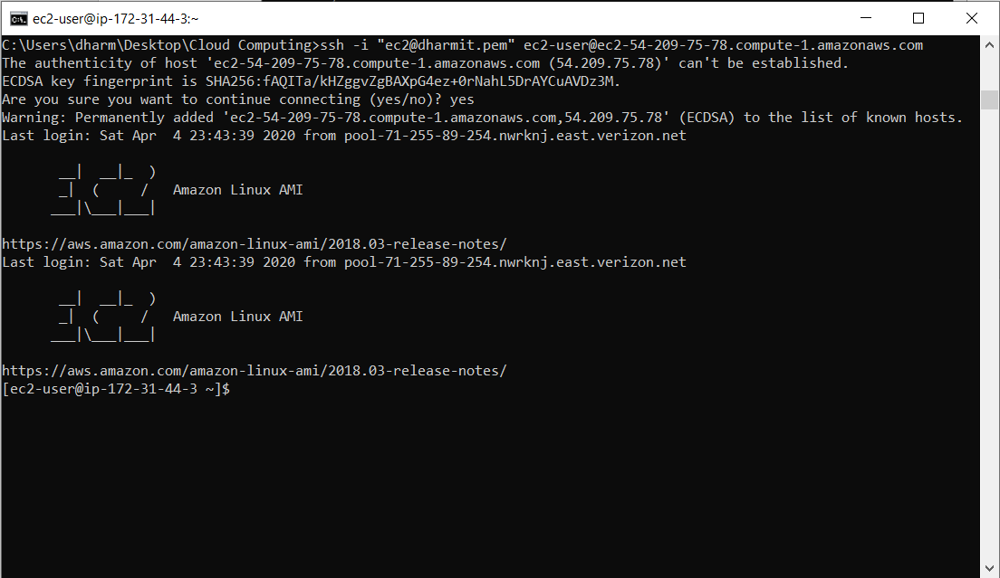 ec2-user@ip-172-31-44-3:~
C:\Users\dharm\Desktop\Cloud Computing>ssh -i "ec2@dharmit.pem" ec2-user@ec2-54-209-75-78.compute-1.amazonaws.com
The authenticity of host 'ec2-54-209-75-78.compute-1.amazonaws.com (54.209.75.78)' can't be established.
ECDSA key fingerprint is SHA256:fAQITa/kHZggvZgBAXpG4ez+0rNahL5DrAYCuAVDz3M.
Are you sure you want to continue connecting (yes/no)? yes
Warning: Permanently added 'ec2-54-209-75-78.compute-1.amazonaws.com,54.209.75.78' (ECDSA) to the list of known hosts.
Last login: Sat Apr  4 23:43:39 2020 from pool-71-255-89-254.nwrknj.east.verizon.net
       __|  __|_  )
       _|  (     /   Amazon Linux AMI
      ___|\___|___|
https://aws.amazon.com/amazon-linux-ami/2018.03-release-notes/
Last login: Sat Apr  4 23:43:39 2020 from pool-71-255-89-254.nwrknj.east.verizon.net
       __|  __|_  )
       _|  (     /   Amazon Linux AMI
      ___|\___|___|
https://aws.amazon.com/amazon-linux-ami/2018.03-release-notes/
[ec2-user@ip-172-31-44-3 ~]$